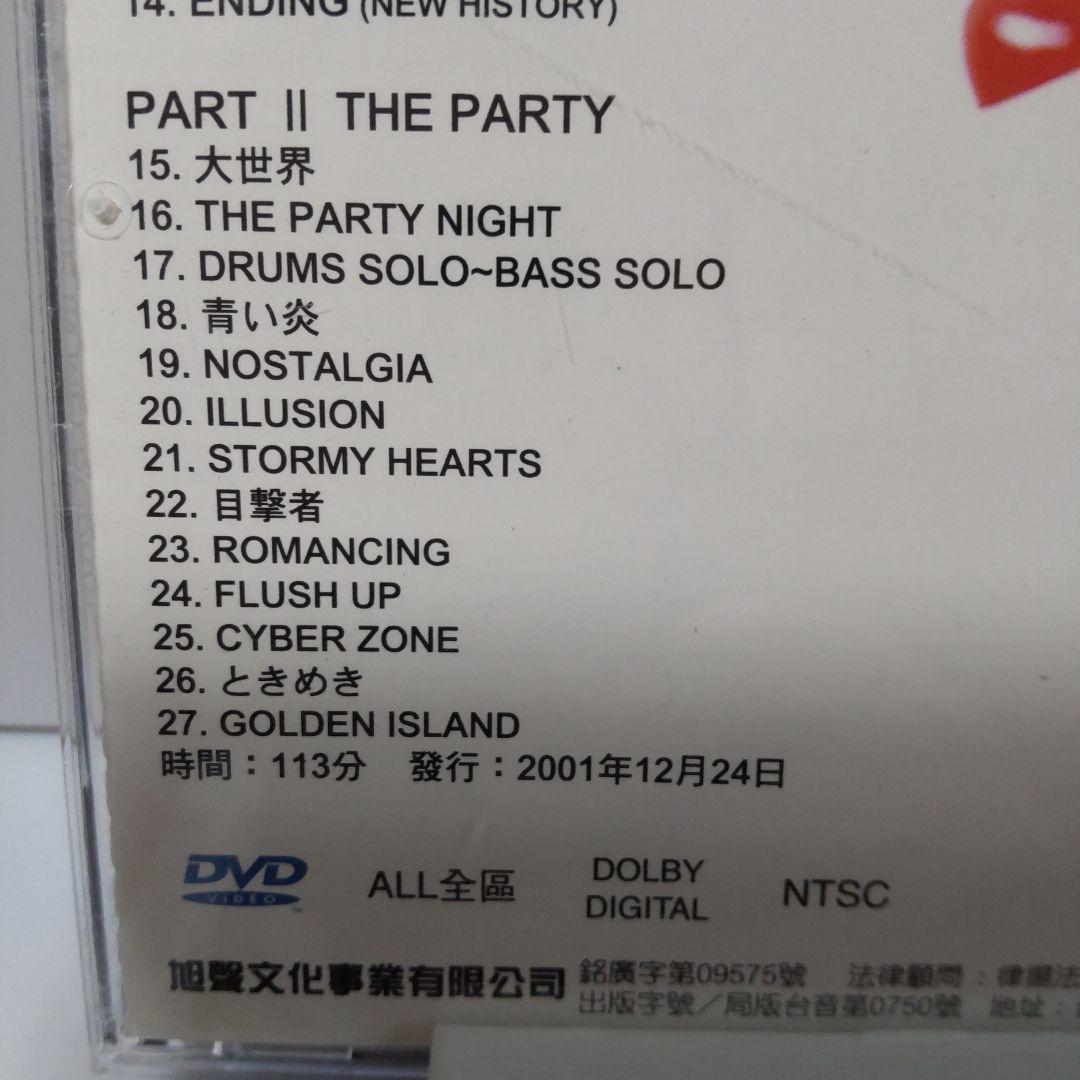 14. ENDING (NEW HISTORY)
PART Ⅱ THE PARTY
15. 大世界
16. THE PARTY NIGHT
17. DRUMS SOLO~BASS SOLO
18. 青い炎
19. NOSTALGIA
20. ILLUSION
21. STORMY HEARTS
22. 目撃者
23. ROMANCING
24. FLUSH UP
25. CYBER ZONE
26. ときめき
27. GOLDEN ISLAND
時間：113分 發行：2001年12月24日
DVD
VIDEO
ALL全區
DOLBY
DIGITAL
NTSC
旭聲文化事業有限公司
銘廣字第09575號 法律顧問：律
出版字號／局版台音第0750號 地址：